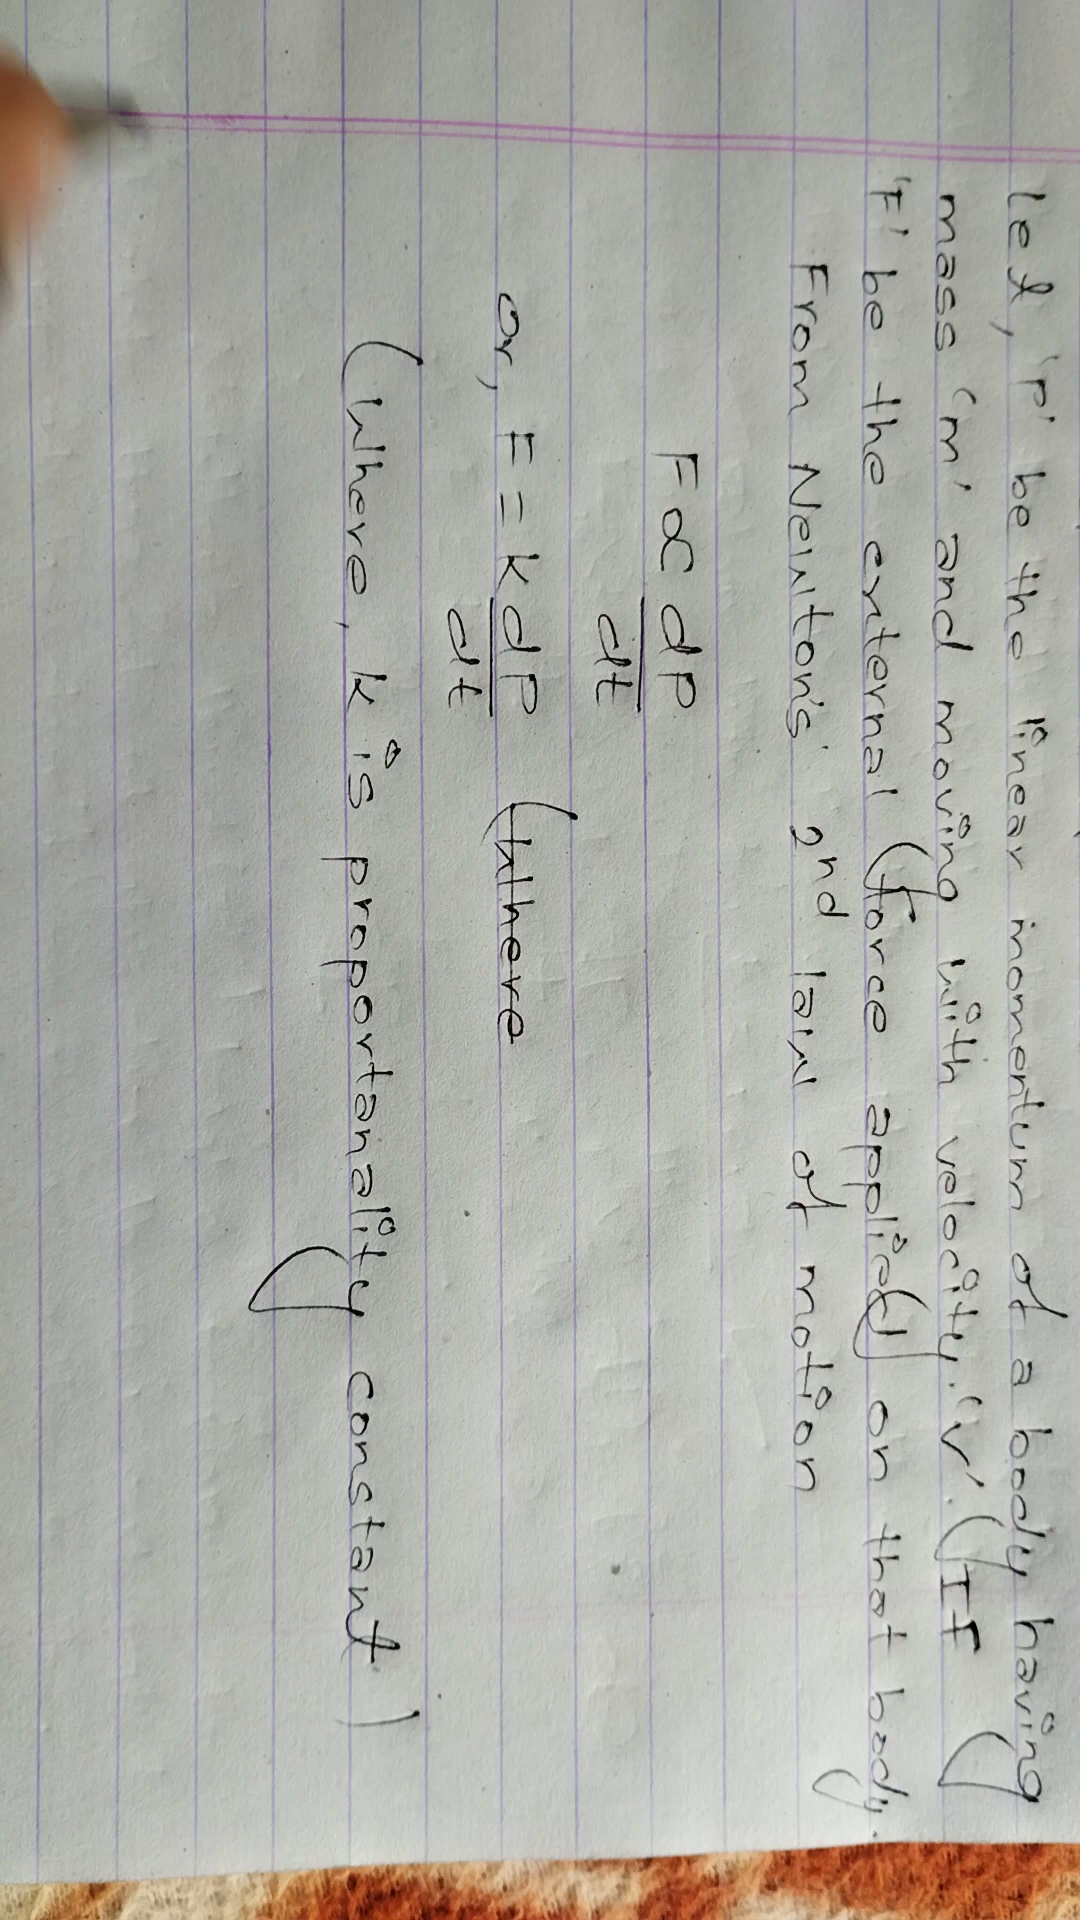 let, 'P' be the linear momentum of a body having
mass 'm' and moving with velocity 'v'. If
'F' be the external force applied on that body.
From Newton's 2nd law of motion
F ∝ dP/dt
or, F = k dP/dt (where
(where, k is proportanality constant)